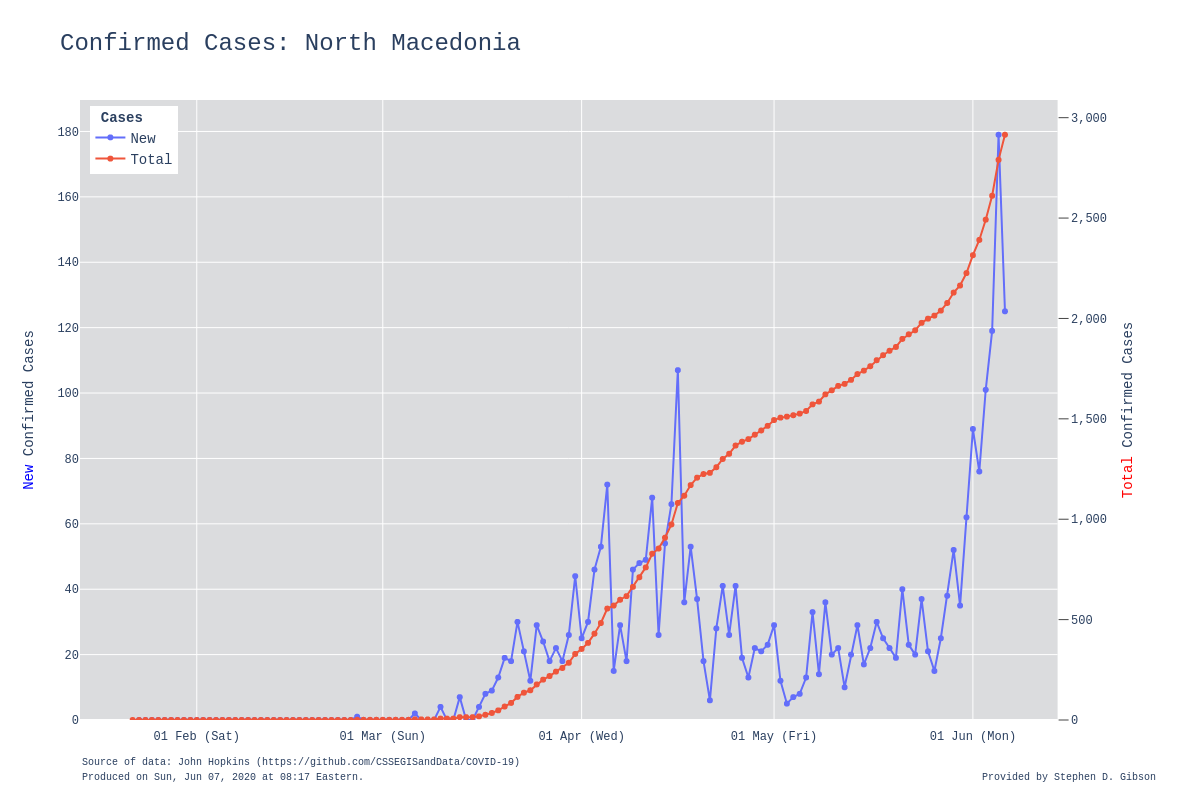 Confirmed Cases: North Macedonia
Cases
New
Total
180
160
140
120
100
80
60
40
20
0
3,000
2,500
2,000
1,500
1,000
500
0
New Confirmed Cases
Total Confirmed Cases
01 Feb (Sat)
01 Mar (Sun)
01 Apr (Wed)
01 May (Fri)
01 Jun (Mon)
Source of data: John Hopkins (https://github.com/CSSEGISandData/COVID-19)
Produced on Sun, Jun 07, 2020 at 08:17 Eastern.
Provided by Stephen D. Gibson